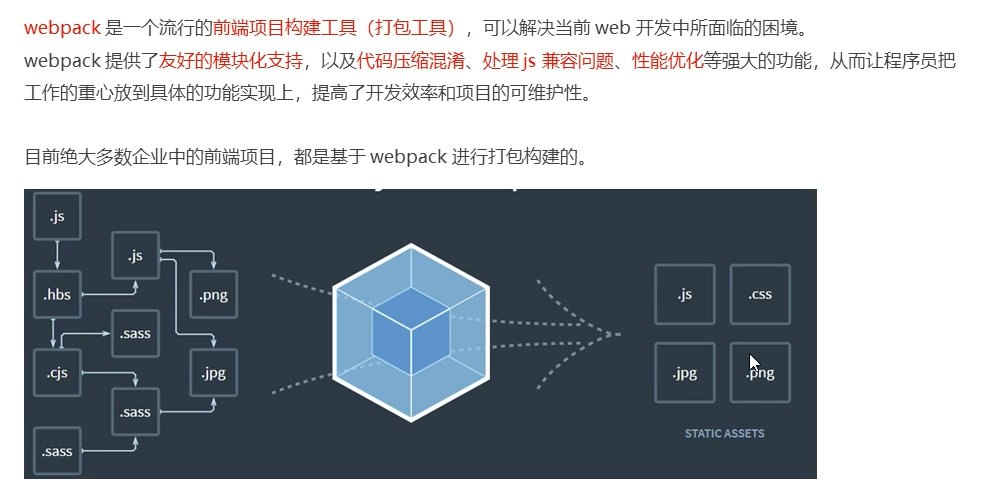 webpack 是一个流行的前端项目构建工具（打包工具），可以解决当前 web 开发中所面临的困境。
webpack 提供了友好的模块化支持，以及代码压缩混淆、处理 js 兼容问题、性能优化等强大的功能，从而让程序员把
工作的重心放到具体的功能实现上，提高了开发效率和项目的可维护性。
目前绝大多数企业中的前端项目，都是基于 webpack 进行打包构建的。
.js
.js
.hbs
.png
.sass
.cjs
.jpg
.sass
.sass
.js
.css
.jpg
.png
STATIC ASSETS